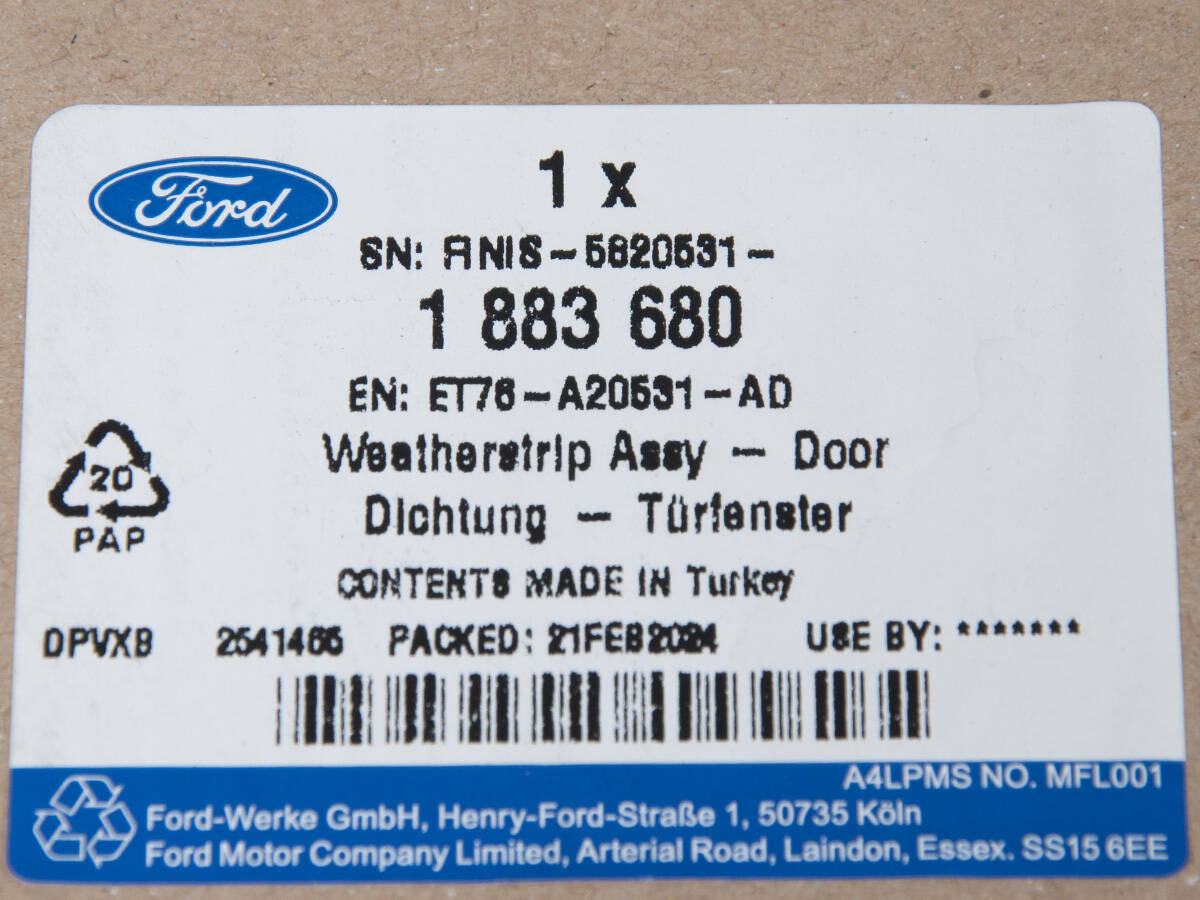 Ford
1 x
SN: FINIS - 5820531 -
1 883 680
EN: ET76 - A20531 - AD
Weatherstrip Assy - Door
Dichtung - Türfenster
20
PAP
CONTENTS MADE IN Turkey
DPVXB 2541465 PACKED: 21FEB2024 USE BY: *******
A4LPMS NO. MFL001
Ford-Werke GmbH, Henry-Ford-Straße 1, 50735 Köln
Ford Motor Company Limited, Arterial Road, Laindon, Essex. SS15 6EE